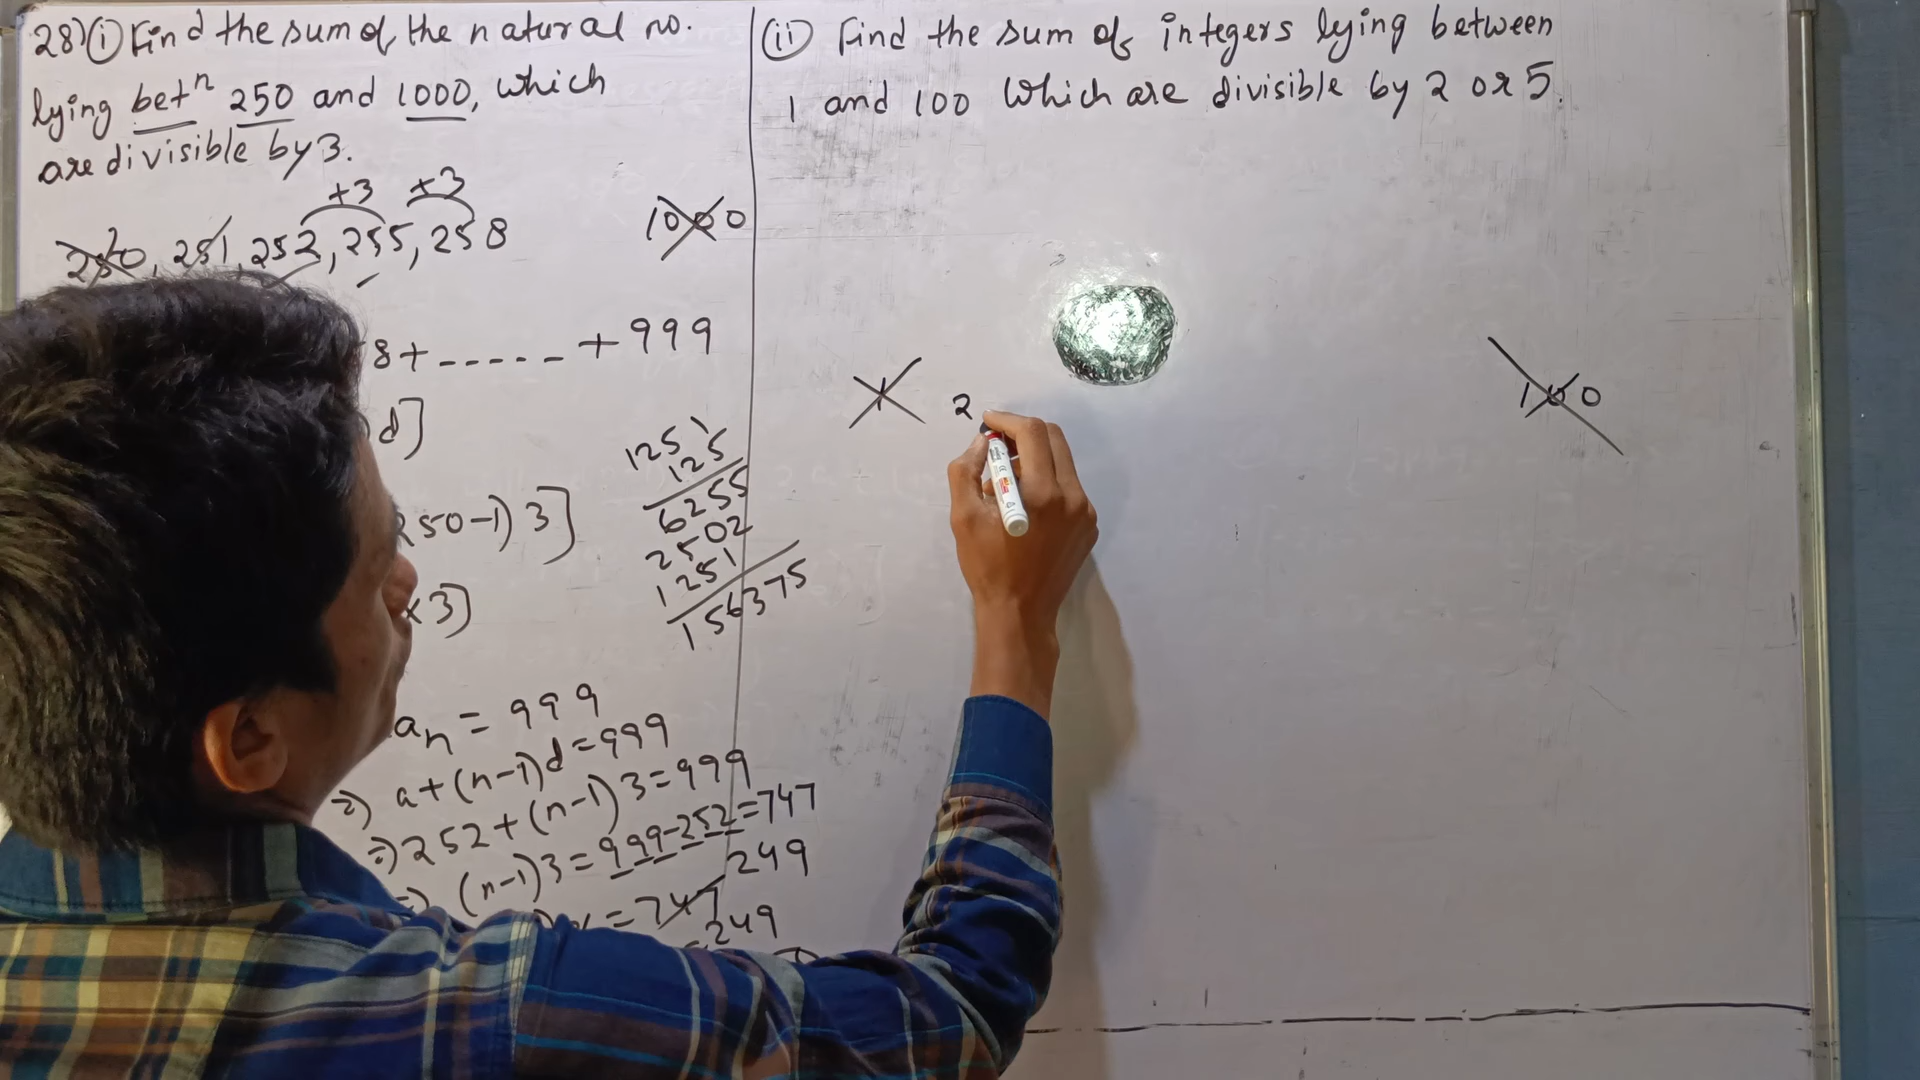 28) (i) Find the sum of the natural no.
lying betⁿ 250 and 1000, which
are divisible by 3.
+3 +3
250, 251, 252, 255, 258 1000
8+-----+999
d]
250-1) 3]
×3)
1251
125
6255
2502
1251
156375
aₙ = 999
=) a+(n-1)d=999
=) 252+(n-1)3=999
=) (n-1)3=999-252=747
=747 249
=249
(ii) Find the sum of integers lying between
1 and 100 which are divisible by 2 or 5.
1 2 100